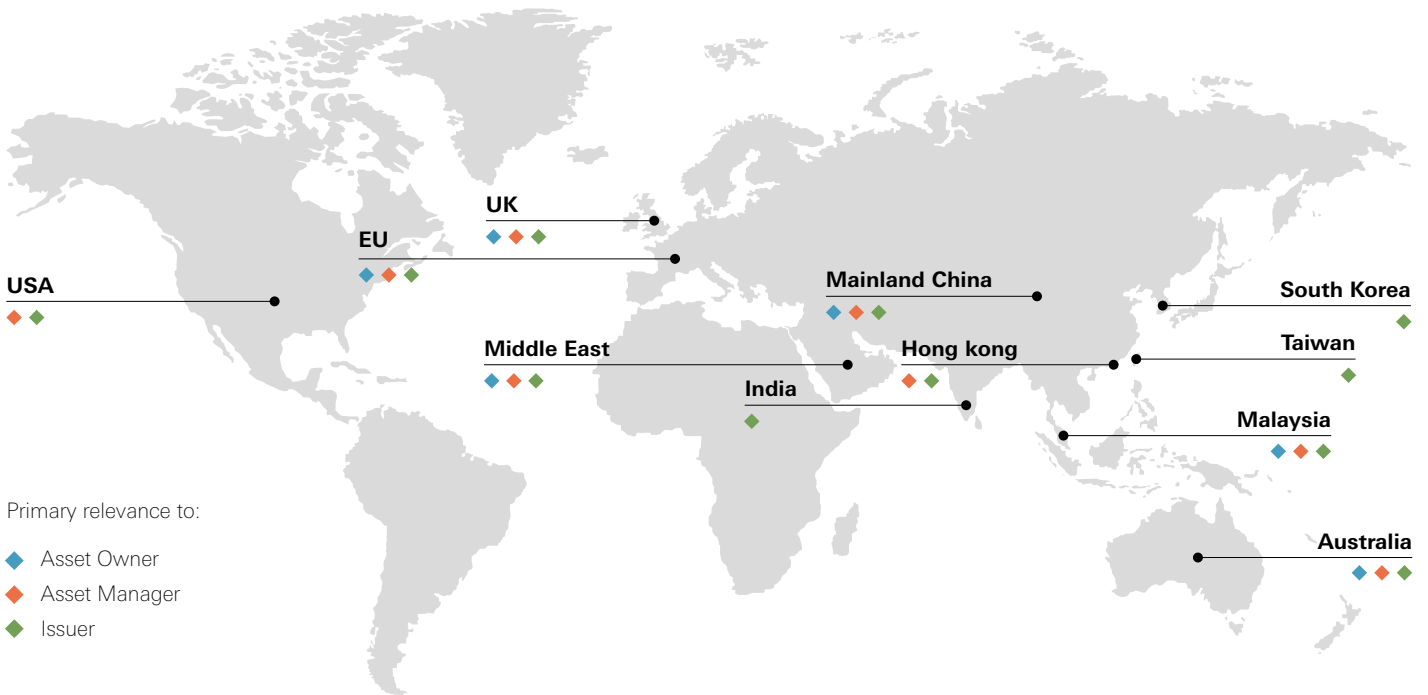 UK
EU
USA
Mainland China
South Korea
Middle East
Hong kong
Taiwan
India
Malaysia
Primary relevance to:
Asset Owner
Asset Manager
Issuer
Australia